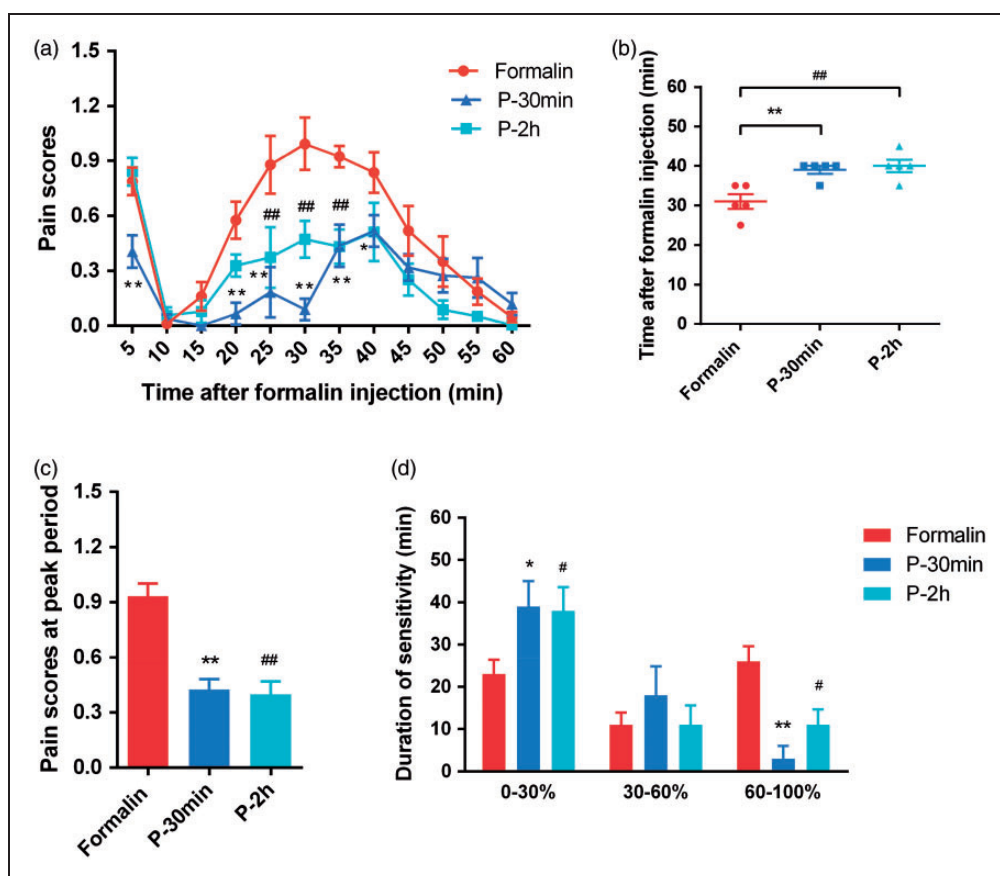 (a)
Pain scores
1.5
1.2
0.9
0.6
0.3
0.0
Formalin
P-30min
P-2h
## ## ##
** ** ** ** ** *
5 10 15 20 25 30 35 40 45 50 55 60
Time after formalin injection (min)
(b)
Time after formalin injection (min)
60
50
40
30
20
10
0
##
**
Formalin P-30min P-2h
(c)
Pain scores at peak period
1.5
1.2
0.9
0.6
0.3
0.0
** ##
Formalin P-30min P-2h
(d)
Duration of sensitivity (min)
60
50
40
30
20
10
0
Formalin
P-30min
P-2h
* #
** #
0-30% 30-60% 60-100%